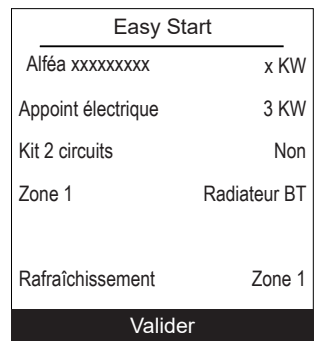 Easy Start
Alféa xxxxxxxxx x KW
Appoint électrique 3 KW
Kit 2 circuits Non
Zone 1 Radiateur BT
Rafraîchissement Zone 1
Valider